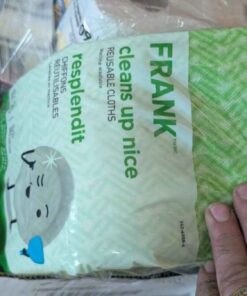 FRANK
cleans up nice
REUSABLE CLOTHS
resplendit
CHIFFONS
RÉUTILISABLES